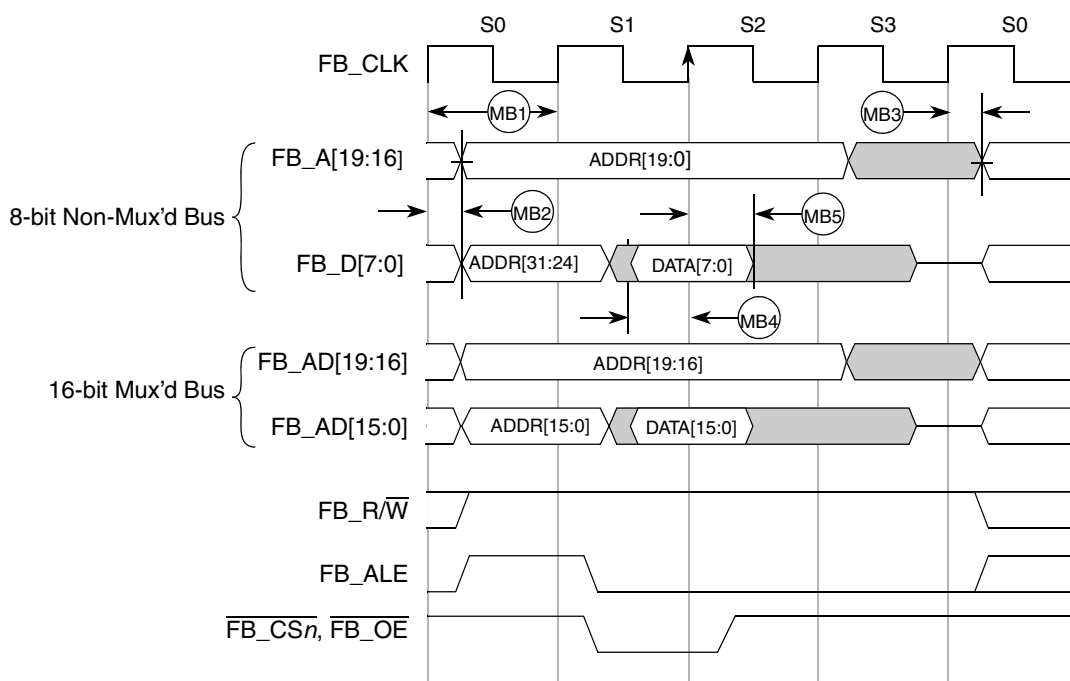 S0 S1 S2 S3 S0
FB_CLK
MB1 MB3
FB_A[19:16] ADDR[19:0]
8-bit Non-Mux’d Bus
MB2 MB5
FB_D[7:0] ADDR[31:24] DATA[7:0]
MB4
FB_AD[19:16] ADDR[19:16]
16-bit Mux’d Bus
FB_AD[15:0] ADDR[15:0] DATA[15:0]
FB_R/W̅
FB_ALE
F̅B̅_̅C̅S̅n̅, F̅B̅_̅O̅E̅